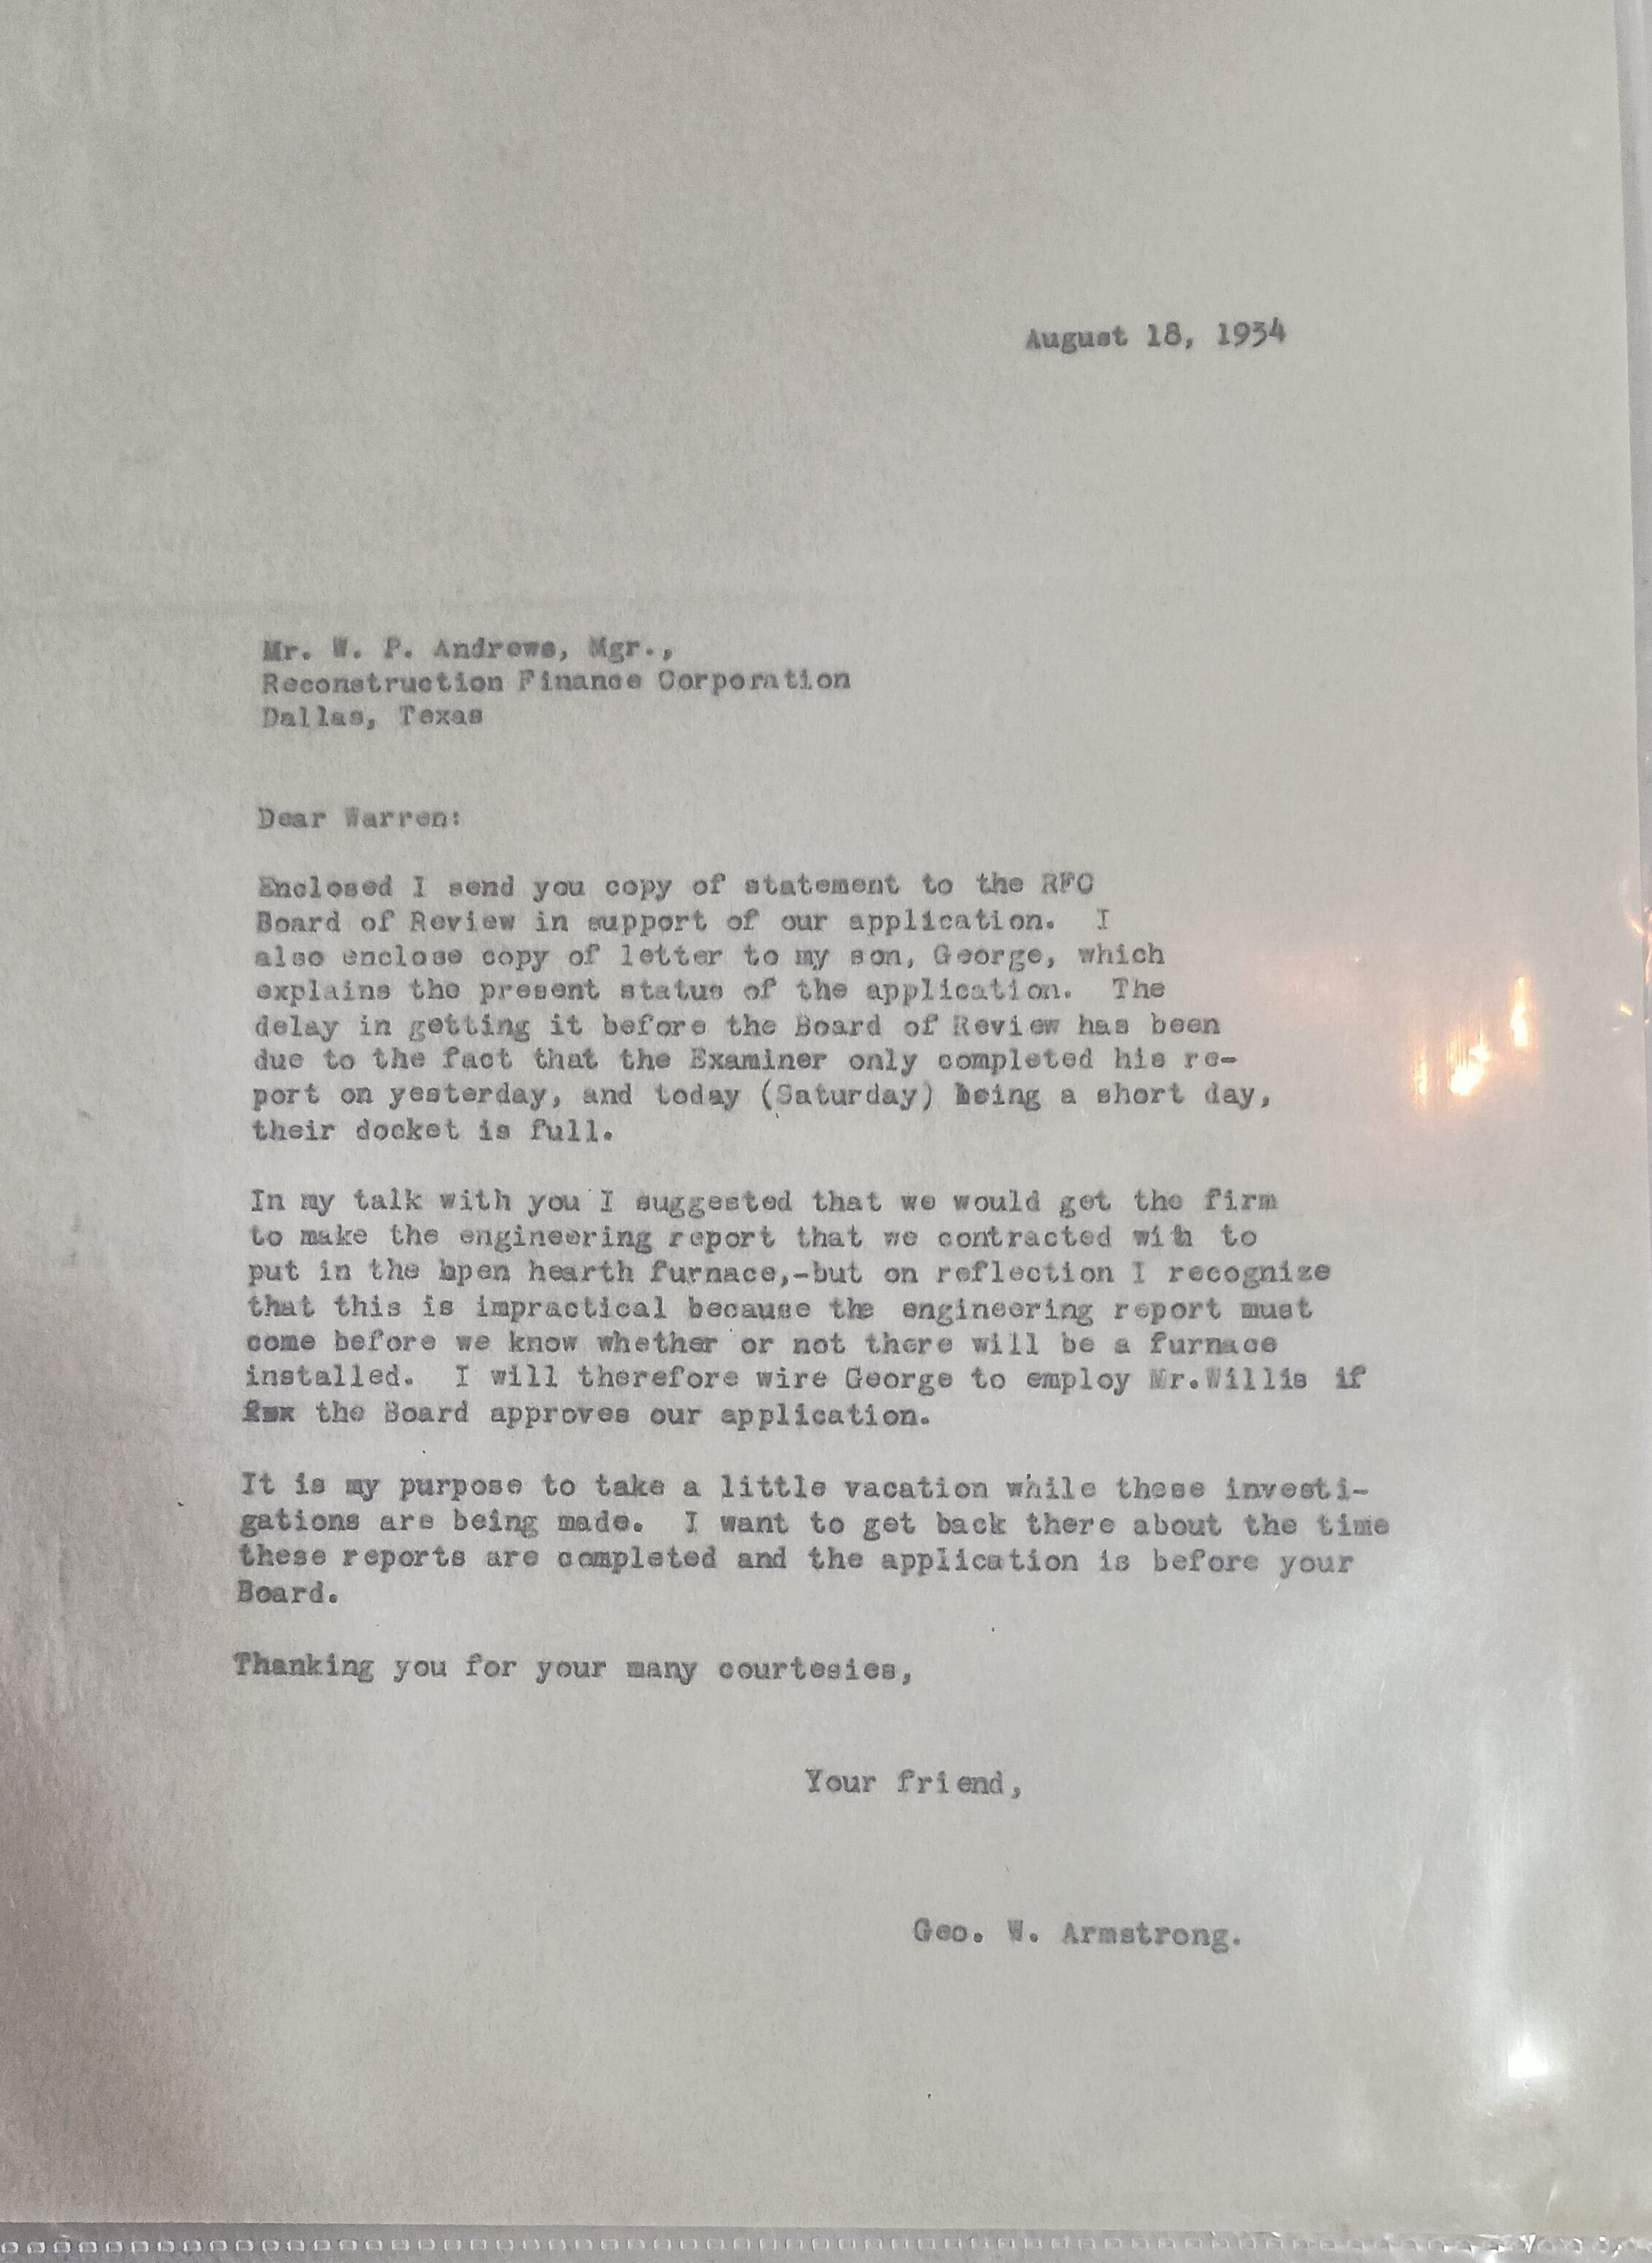 August 18, 1934
Mr. W. P. Andrews, Mgr.,
Reconstruction Finance Corporation
Dallas, Texas
Dear Warren:
Enclosed I send you copy of statement to the RFC
Board of Review in support of our application. I
also enclose copy of letter to my son, George, which
explains the present status of the application. The
delay in getting it before the Board of Review has been
due to the fact that the Examiner only completed his re-
port on yesterday, and today (Saturday) being a short day,
their docket is full.
In my talk with you I suggested that we would get the firm
to make the engineering report that we contracted with to
put in the open hearth furnace,-but on reflection I recognize
that this is impractical because the engineering report must
come before we know whether or not there will be a furnace
installed. I will therefore wire George to employ Mr.Willis if
the Board approves our application.
It is my purpose to take a little vacation while these investi-
gations are being made. I want to get back there about the time
these reports are completed and the application is before your
Board.
Thanking you for your many courtesies,
Your friend,
Geo. W. Armstrong.